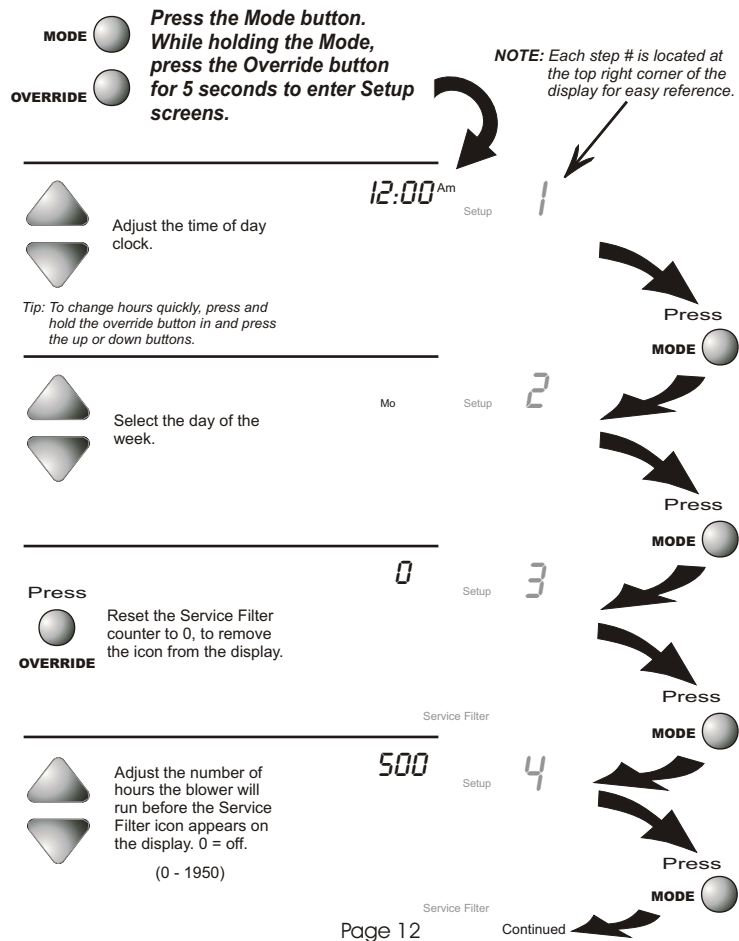 MODE
OVERRIDE
Press the Mode button.
While holding the Mode,
press the Override button
for 5 seconds to enter Setup
screens.
NOTE: Each step # is located at
the top right corner of the
display for easy reference.
12:00 Am
Setup
1
Adjust the time of day
clock.
Tip: To change hours quickly, press and
hold the override button in and press
the up or down buttons.
Press
MODE
Mo
Setup
2
Select the day of the
week.
Press
MODE
0
Setup
3
Press
OVERRIDE
Reset the Service Filter
counter to 0, to remove
the icon from the display.
Service Filter
Press
MODE
500
Setup
4
Adjust the number of
hours the blower will
run before the Service
Filter icon appears on
the display. 0 = off.
(0 - 1950)
Service Filter
Press
MODE
Continued
Page 12